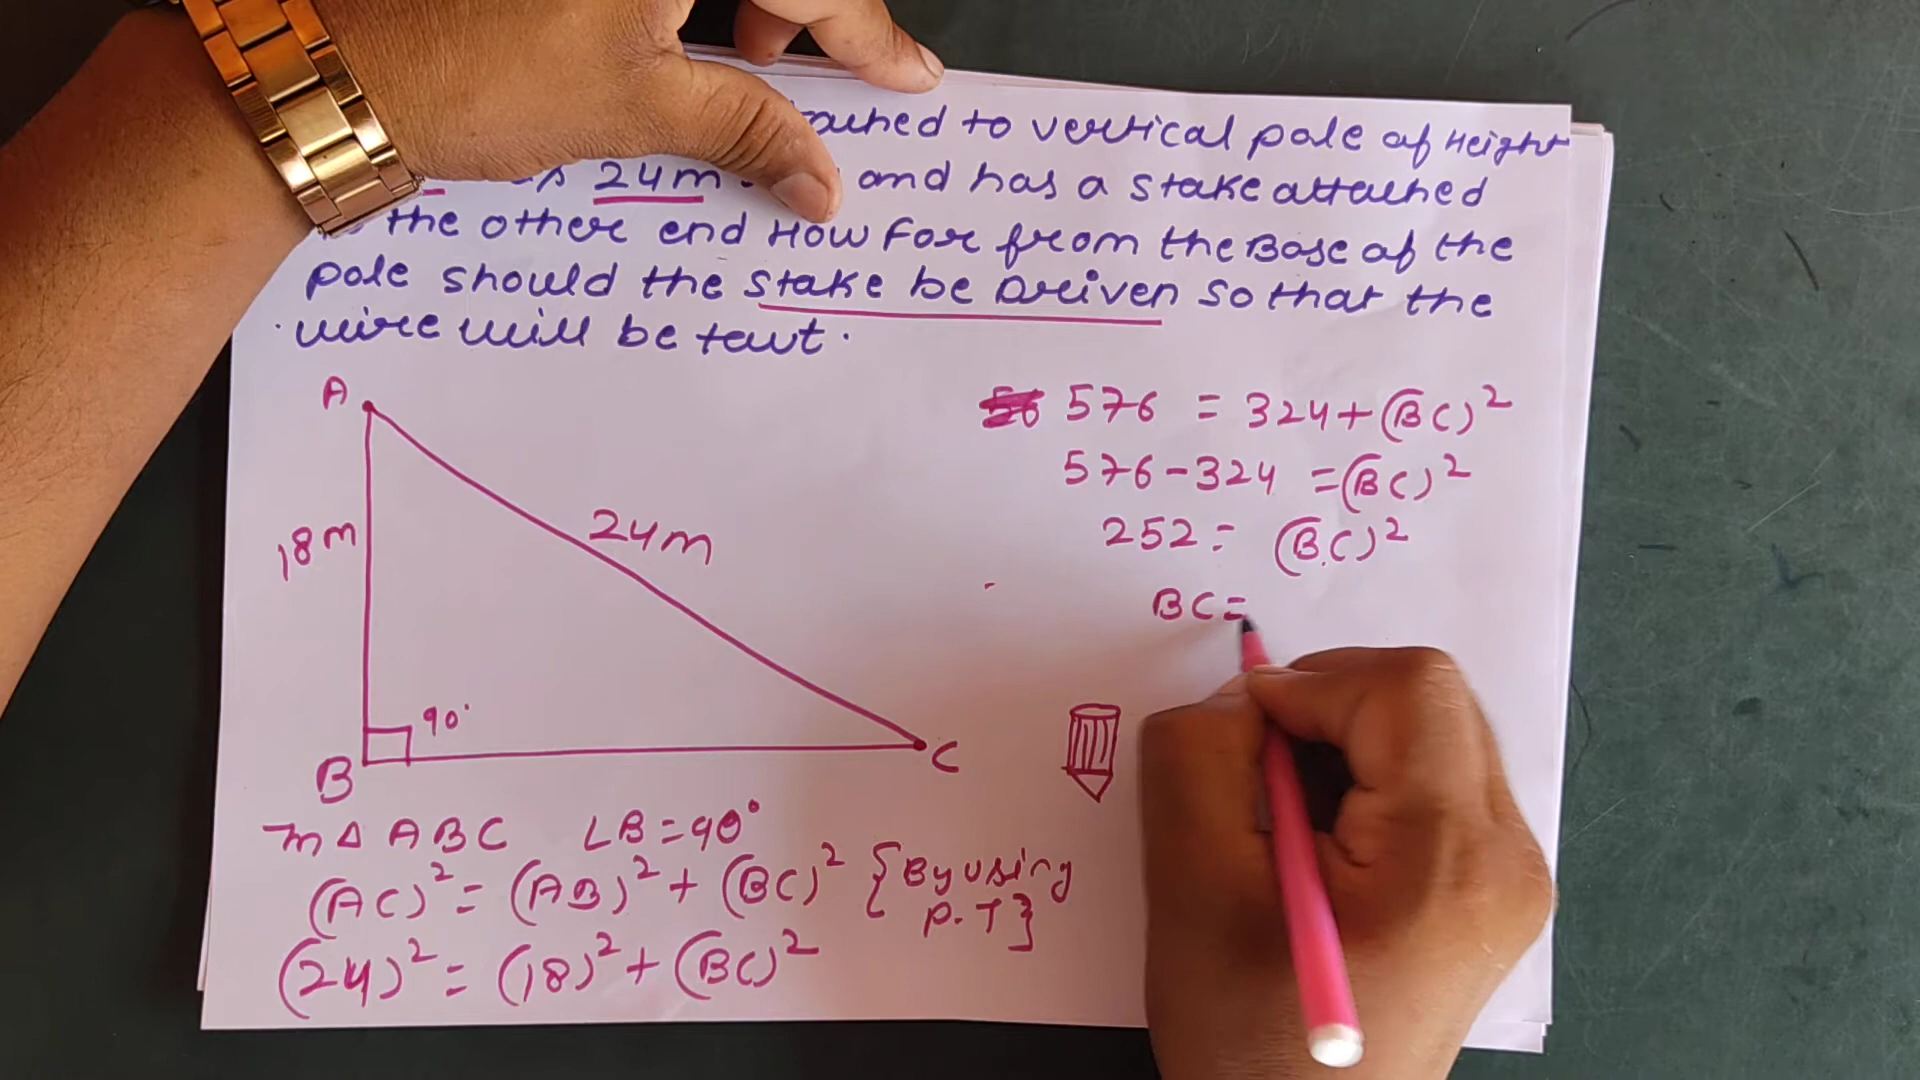 to vertical pole of Height
24m and has a stake attached
the other end How For from the Base of the
pole should the stake be Driven so that the
wire will be taut.
A
18m
24m
90°
B
C
In Δ ABC ∠B=90°
(AC)² = (AB)² + (BC)² {By using
P.T}
(24)² = (18)² + (BC)²
576 = 324+(BC)²
576-324 =(BC)²
252= (BC)²
BC=